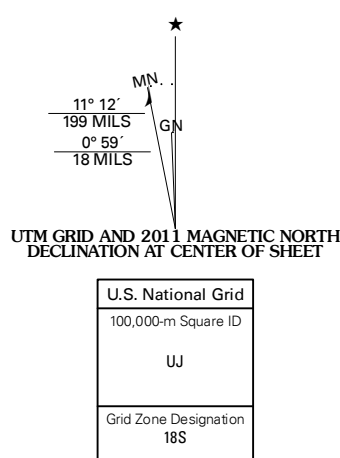 ★
MN
11° 12´
199 MILS
GN
0° 59´
18 MILS
UTM GRID AND 2011 MAGNETIC NORTH
DECLINATION AT CENTER OF SHEET
U.S. National Grid
100,000-m Square ID
UJ
Grid Zone Designation
18S